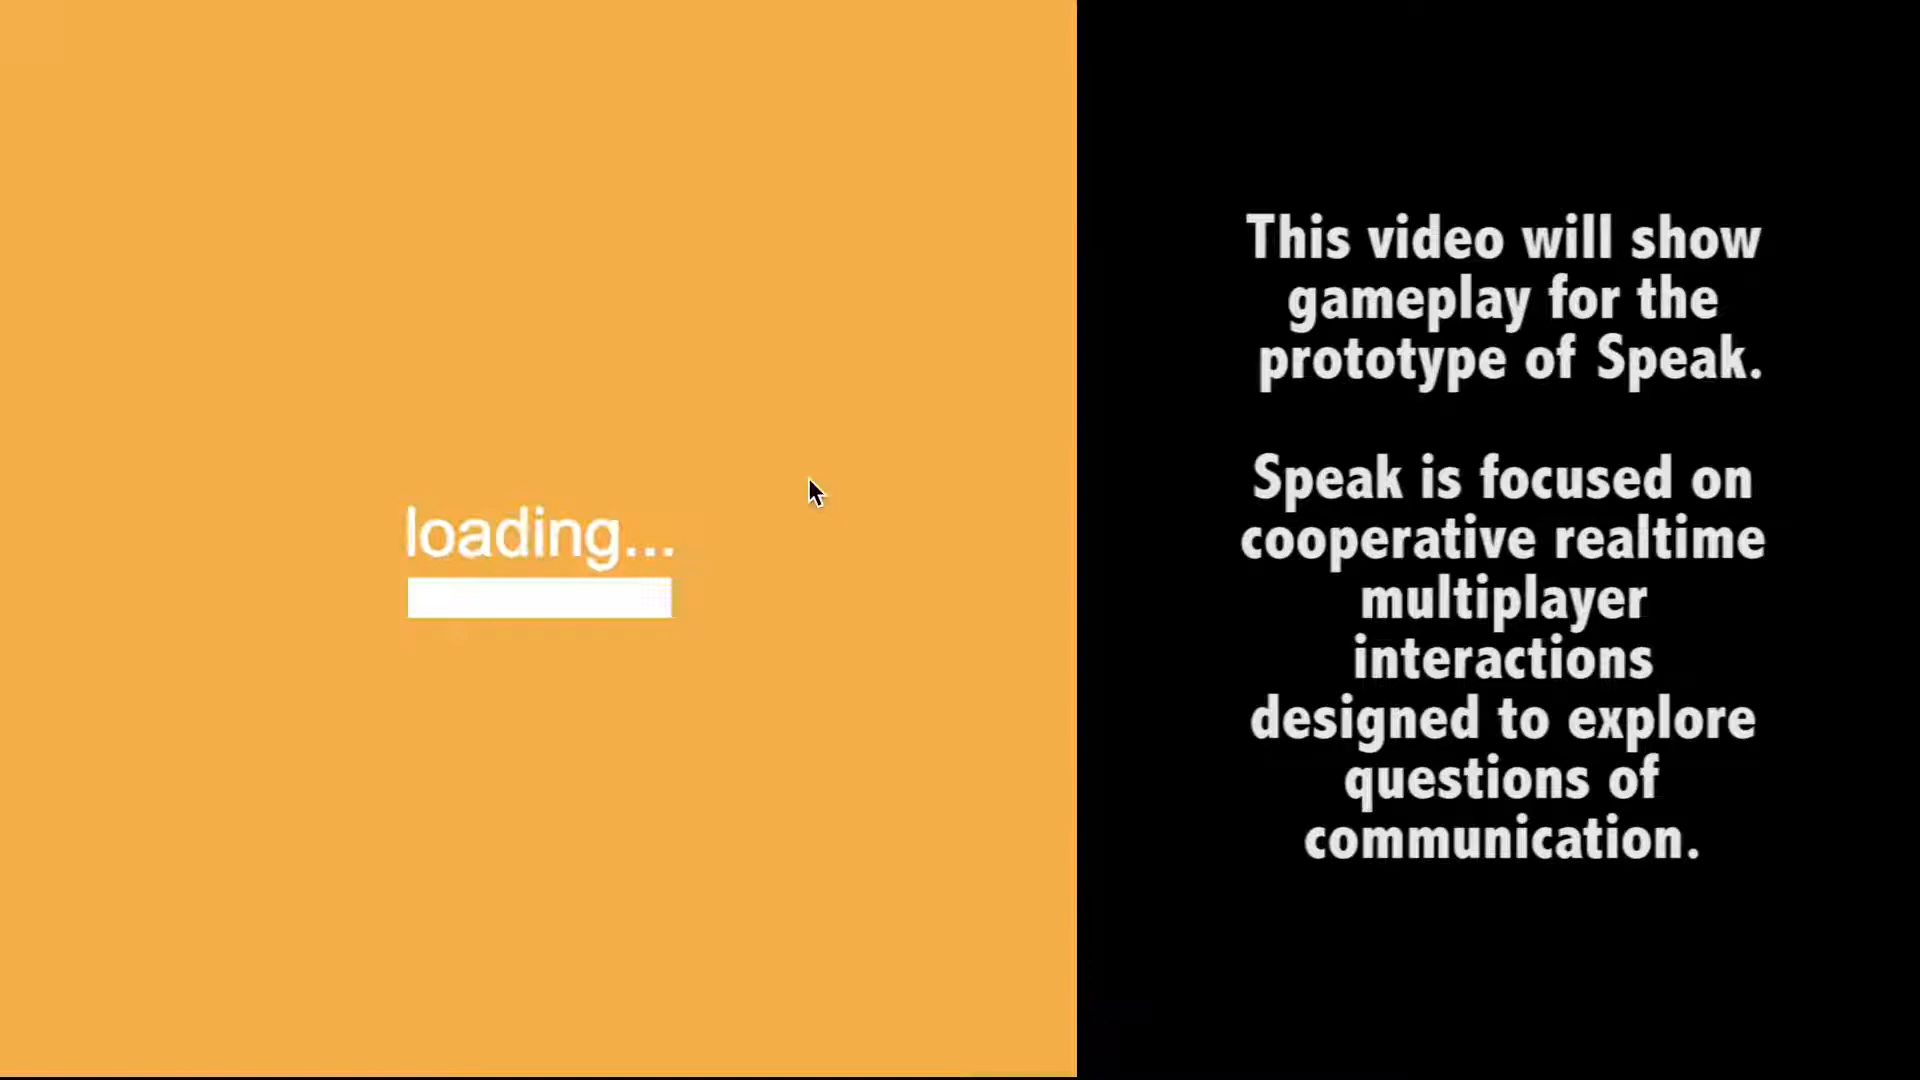 loading...
This video will show
gameplay for the
prototype of Speak.
Speak is focused on
cooperative realtime
multiplayer
interactions
designed to explore
questions of
communication.